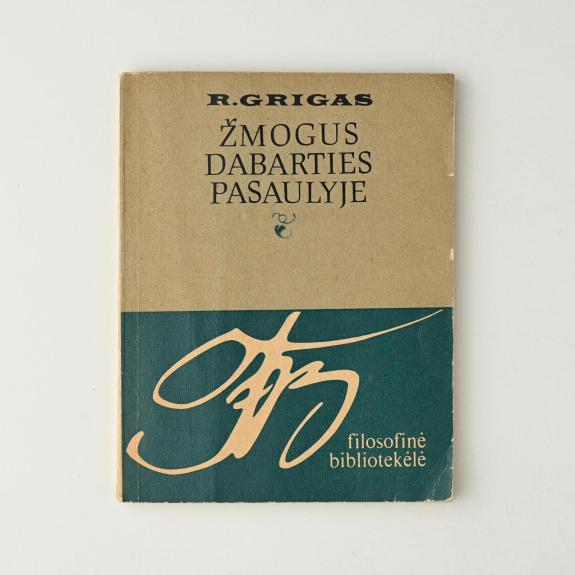 R. GRIGAS
ŽMOGUS
DABARTIES
PASAULYJE
filosofinė
bibliotekėlė